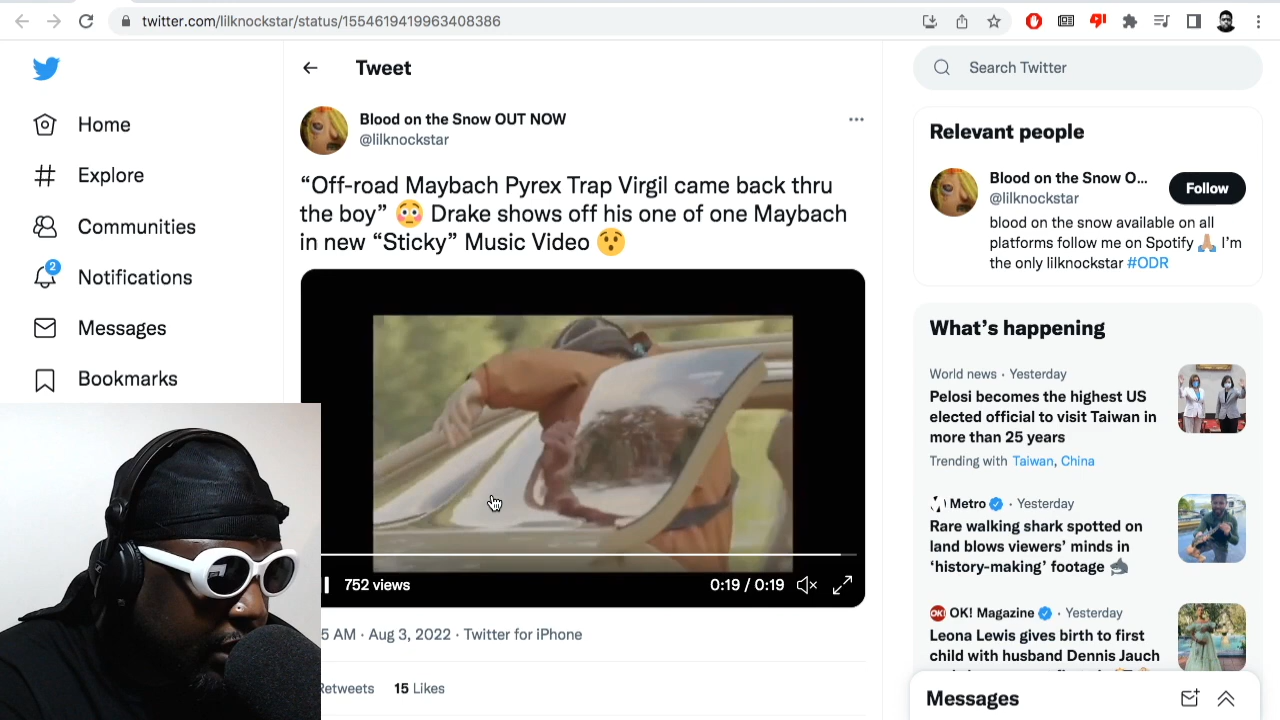 twitter.com/lilknockstar/status/1554619419963408386
Home
Explore
Communities
2
Notifications
Messages
Bookmarks
Tweet
Blood on the Snow OUT NOW
@lilknockstar
“Off-road Maybach Pyrex Trap Virgil came back thru
the boy” 😳 Drake shows off his one of one Maybach
in new “Sticky” Music Video 😯
752 views
0:19 / 0:19
5 AM · Aug 3, 2022 · Twitter for iPhone
Retweets 15 Likes
Search Twitter
Relevant people
Blood on the Snow O...
@lilknockstar
Follow
blood on the snow available on all
platforms follow me on Spotify 🙏🏽 I’m
the only lilknockstar #ODR
What’s happening
World news · Yesterday
Pelosi becomes the highest US
elected official to visit Taiwan in
more than 25 years
Trending with Taiwan, China
Metro · Yesterday
Rare walking shark spotted on
land blows viewers’ minds in
‘history-making’ footage 🦈
OK!
OK! Magazine · Yesterday
Leona Lewis gives birth to first
child with husband Dennis Jauch
Messages